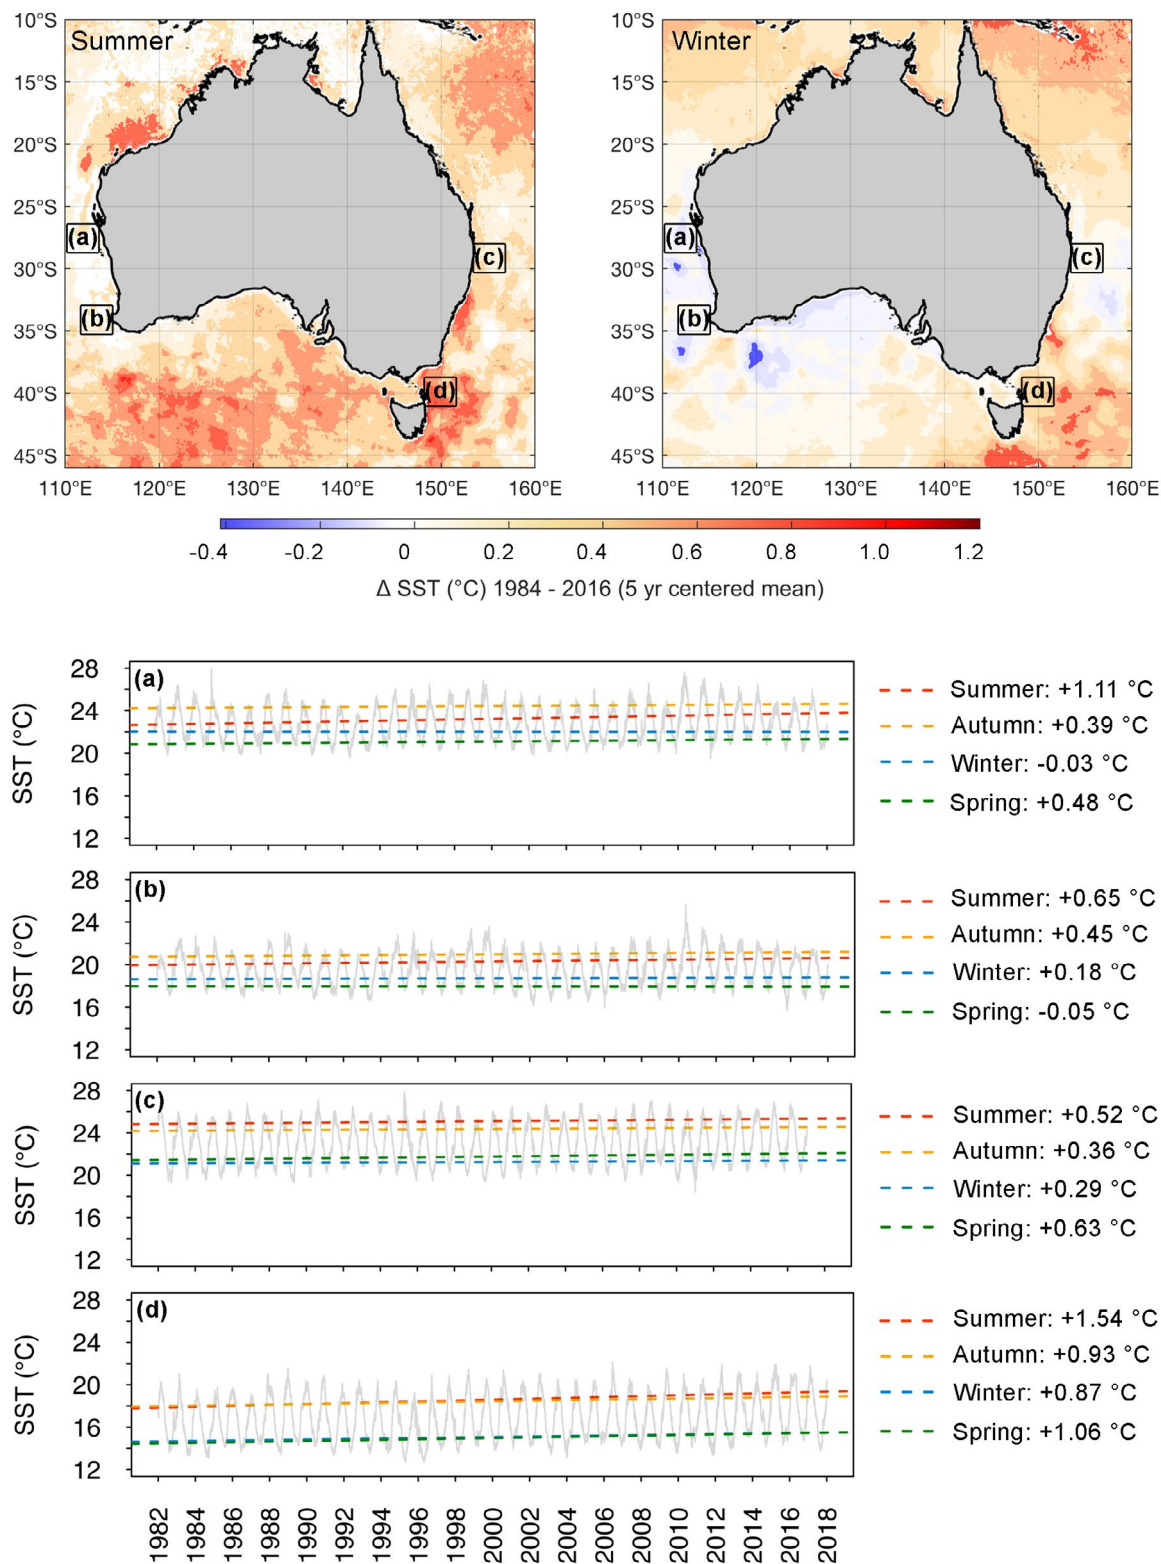 Summer
10°S
15°S
20°S
25°S
30°S
35°S
40°S
45°S
(a)
(b)
(c)
(d)
110°E 120°E 130°E 140°E 150°E 160°E
Winter
10°S
15°S
20°S
25°S
30°S
35°S
40°S
45°S
(a)
(b)
(c)
(d)
110°E 120°E 130°E 140°E 150°E 160°E
-0.4 -0.2 0 0.2 0.4 0.6 0.8 1.0 1.2
Δ SST (°C) 1984 - 2016 (5 yr centered mean)
(a)
SST (°C)
28
24
20
16
12
Summer: +1.11 °C
Autumn: +0.39 °C
Winter: -0.03 °C
Spring: +0.48 °C
(b)
SST (°C)
28
24
20
16
12
Summer: +0.65 °C
Autumn: +0.45 °C
Winter: +0.18 °C
Spring: -0.05 °C
(c)
SST (°C)
28
24
20
16
12
Summer: +0.52 °C
Autumn: +0.36 °C
Winter: +0.29 °C
Spring: +0.63 °C
(d)
SST (°C)
28
24
20
16
12
Summer: +1.54 °C
Autumn: +0.93 °C
Winter: +0.87 °C
Spring: +1.06 °C
1982 1984 1986 1988 1990 1992 1994 1996 1998 2000 2002 2004 2006 2008 2010 2012 2014 2016 2018